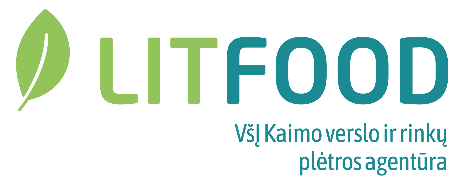 LITFOOD
VšĮ Kaimo verslo ir rinkų
plėtros agentūra